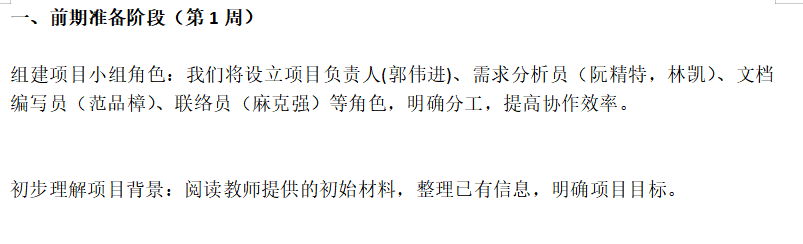 一、前期准备阶段（第 1 周）
组建项目小组角色：我们将设立项目负责人(郭伟进)、需求分析员（阮精特，林凯）、文档
编写员（范品樟）、联络员（麻克强）等角色，明确分工，提高协作效率。
初步理解项目背景：阅读教师提供的初始材料，整理已有信息，明确项目目标。